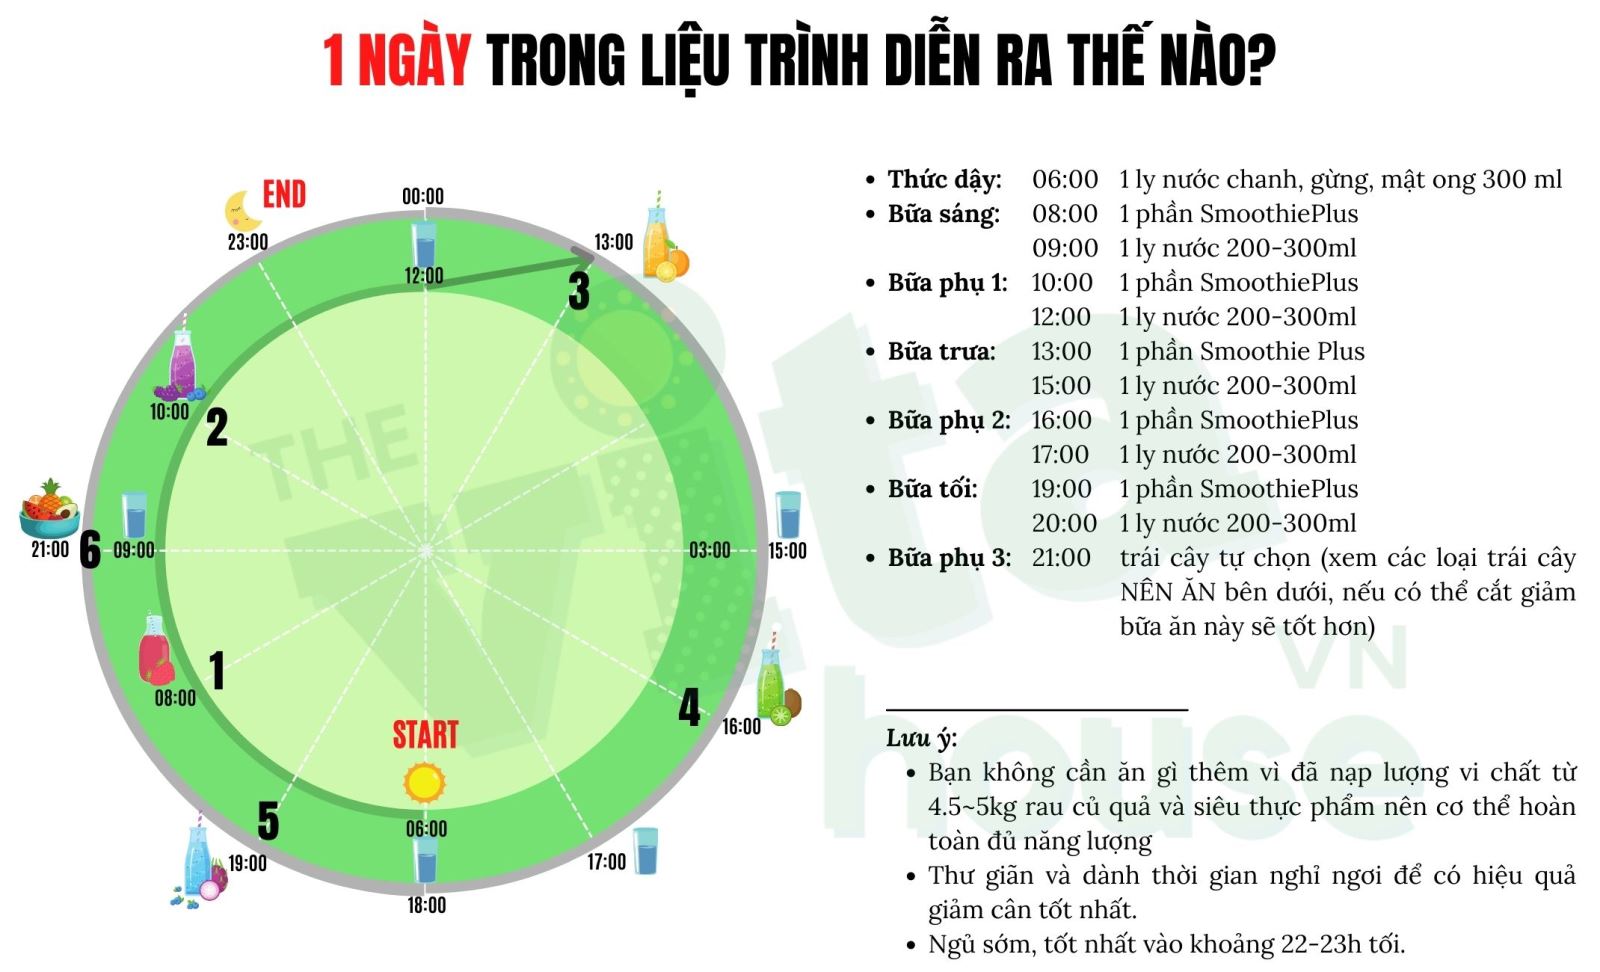 1 NGÀY TRONG LIỆU TRÌNH DIỄN RA THẾ NÀO?
END
23:00
00:00
12:00
13:00
3
10:00
2
21:00
6
09:00
03:00
15:00
1
08:00
4
16:00
START
06:00
5
19:00
17:00
18:00
THE
Vita
house
VN
• Thức dậy: 06:00 1 ly nước chanh, gừng, mật ong 300 ml
• Bữa sáng: 08:00 1 phần SmoothiePlus
09:00 1 ly nước 200-300ml
• Bữa phụ 1: 10:00 1 phần SmoothiePlus
12:00 1 ly nước 200-300ml
• Bữa trưa: 13:00 1 phần Smoothie Plus
15:00 1 ly nước 200-300ml
• Bữa phụ 2: 16:00 1 phần SmoothiePlus
17:00 1 ly nước 200-300ml
• Bữa tối: 19:00 1 phần SmoothiePlus
20:00 1 ly nước 200-300ml
• Bữa phụ 3: 21:00 trái cây tự chọn (xem các loại trái cây
NÊN ĂN bên dưới, nếu có thể cắt giảm
bữa ăn này sẽ tốt hơn)
Lưu ý:
• Bạn không cần ăn gì thêm vì đã nạp lượng vi chất từ
4.5~5kg rau củ quả và siêu thực phẩm nên cơ thể hoàn
toàn đủ năng lượng
• Thư giãn và dành thời gian nghỉ ngơi để có hiệu quả
giảm cân tốt nhất.
• Ngủ sớm, tốt nhất vào khoảng 22-23h tối.